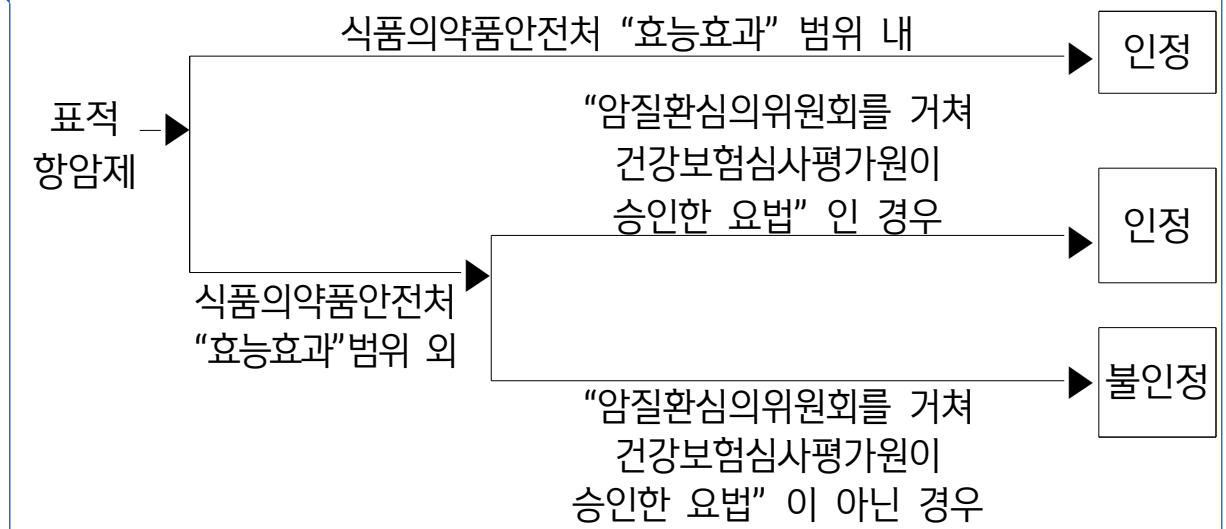 식품의약품안전처 “효능효과” 범위 내
인정
표적
항암제
“암질환심의위원회를 거쳐
건강보험심사평가원이
승인한 요법” 인 경우
인정
식품의약품안전처
“효능효과”범위 외
불인정
“암질환심의위원회를 거쳐
건강보험심사평가원이
승인한 요법” 이 아닌 경우